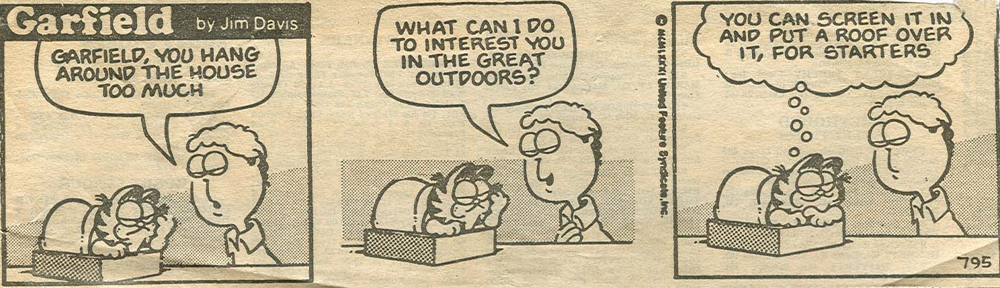 Garfield
by Jim Davis
GARFIELD, YOU HANG
AROUND THE HOUSE
TOO MUCH
WHAT CAN I DO
TO INTEREST YOU
IN THE GREAT
OUTDOORS?
© United Feature Syndicate, Inc.
YOU CAN SCREEN IT IN
AND PUT A ROOF OVER
IT, FOR STARTERS
795